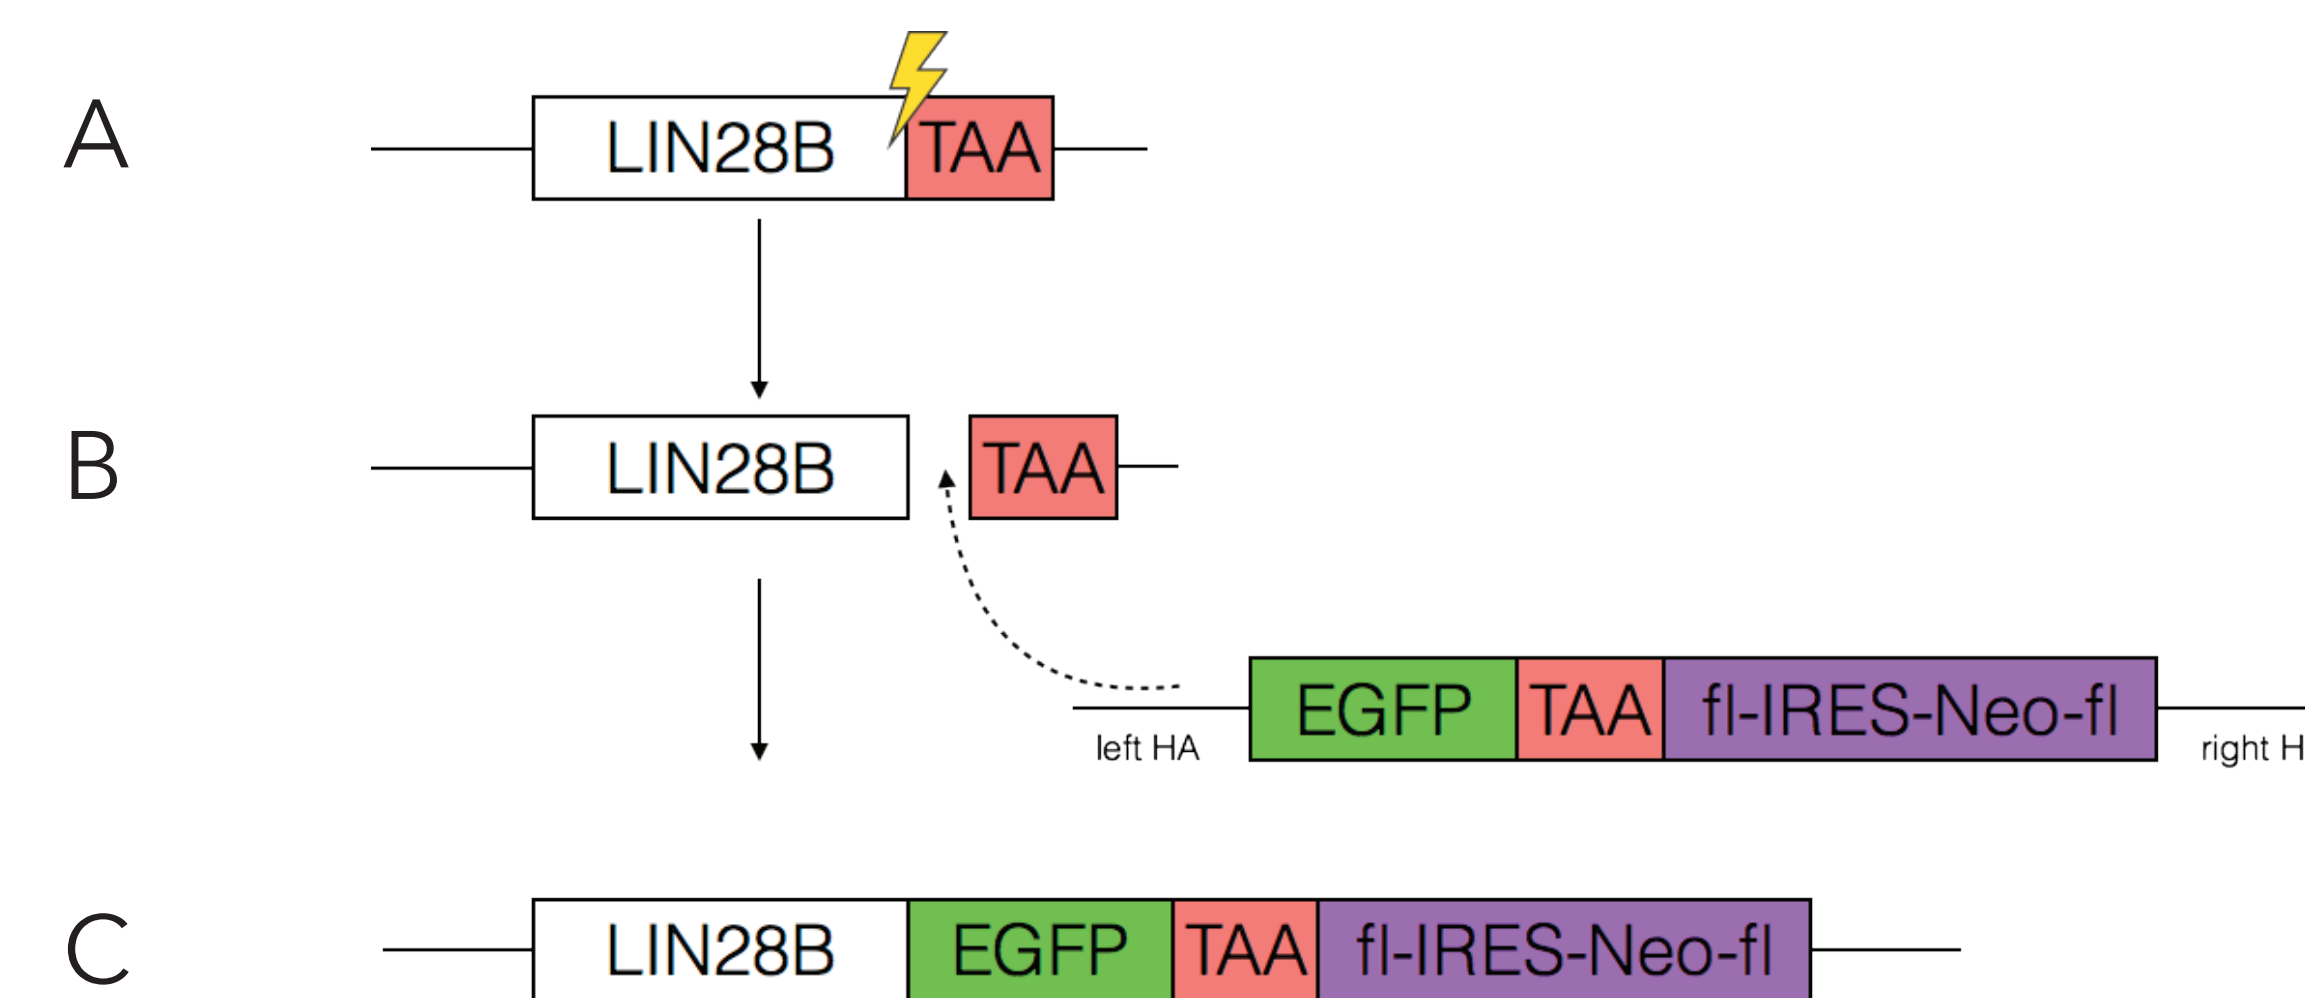 A
LIN28B TAA
B
LIN28B TAA
EGFP TAA fl-IRES-Neo-fl
left HA
right H
C
LIN28B EGFP TAA fl-IRES-Neo-fl